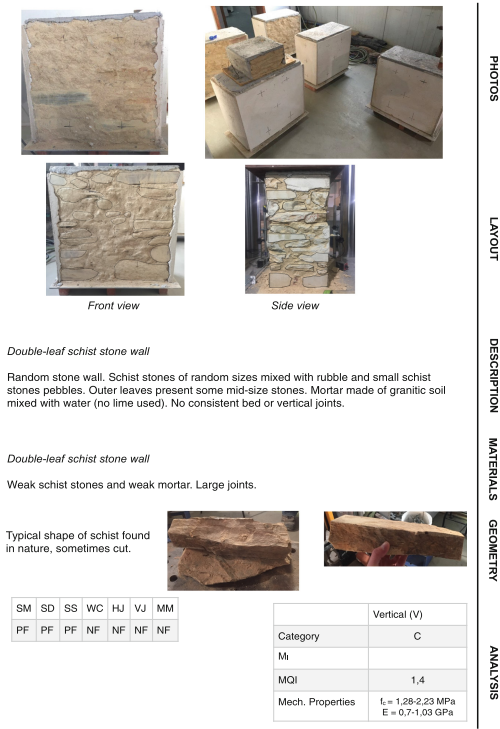 PHOTOS
LAYOUT
Front view
Side view
DESCRIPTION
Double-leaf schist stone wall
Random stone wall. Schist stones of random sizes mixed with rubble and small schist
stones pebbles. Outer leaves present some mid-size stones. Mortar made of granitic soil
mixed with water (no lime used). No consistent bed or vertical joints.
MATERIALS
Double-leaf schist stone wall
Weak schist stones and weak mortar. Large joints.
GEOMETRY
Typical shape of schist found
in nature, sometimes cut.
ANALYSIS
SM SD SS WC HJ VJ MM
PF PF PF NF NF NF NF
Vertical (V)
Category C
MI
MQI 1,4
Mech. Properties fc = 1,28-2,23 MPa
E = 0,7-1,03 GPa